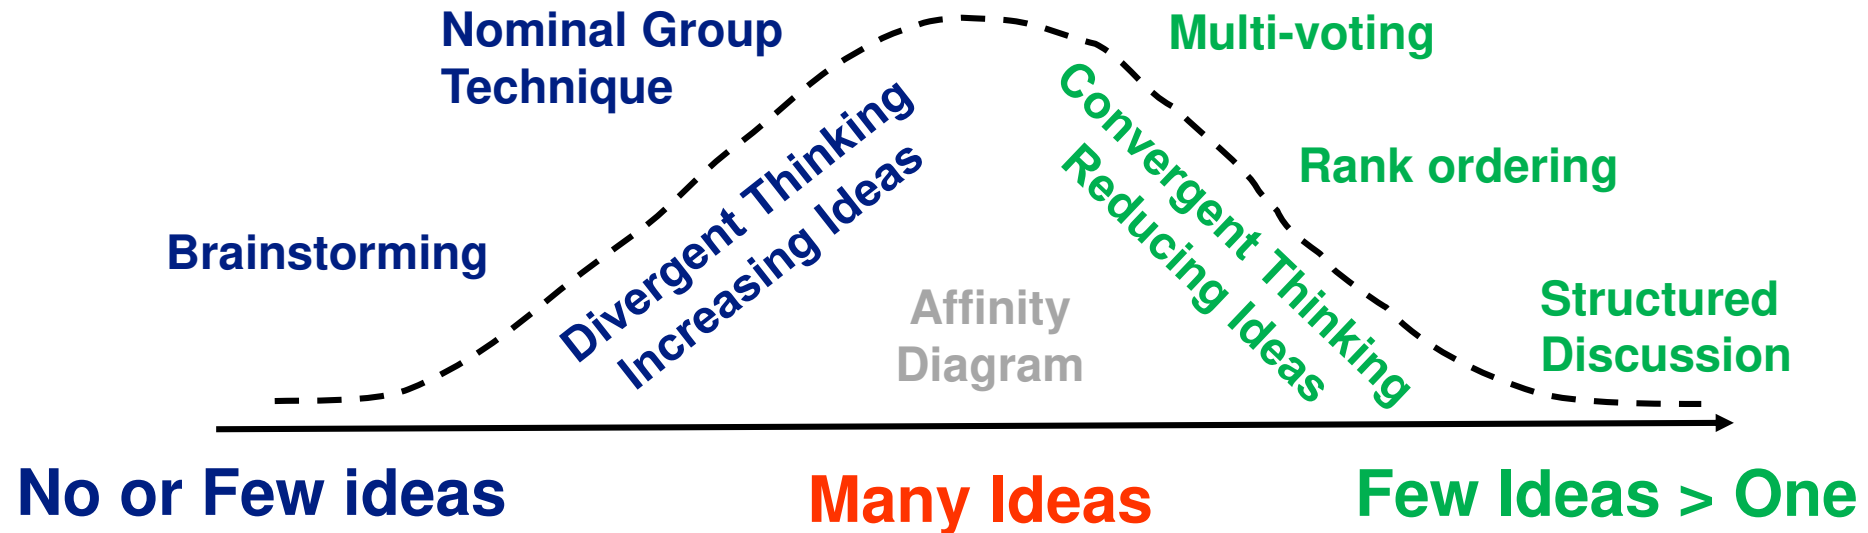 Nominal Group
Technique
Multi-voting
Brainstorming
Divergent Thinking
Increasing Ideas
Convergent Thinking
Reducing Ideas
Rank ordering
Affinity
Diagram
Structured
Discussion
No or Few ideas
Many Ideas
Few Ideas > One